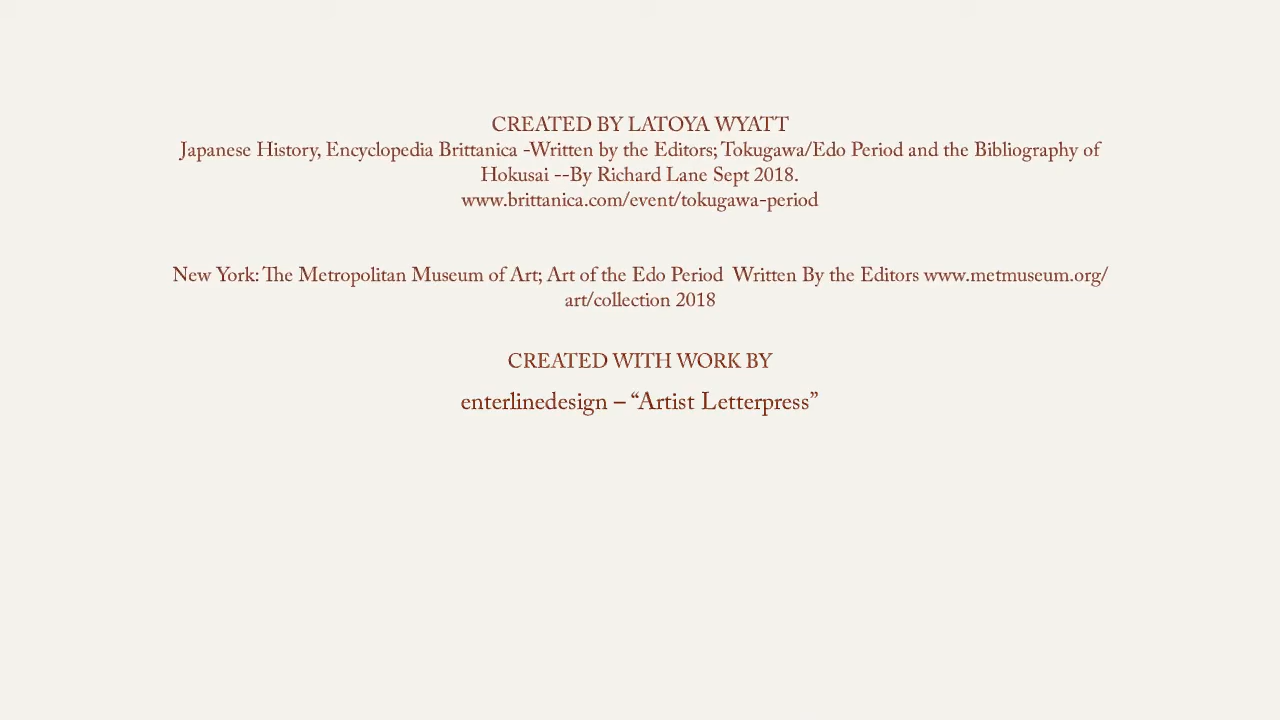 CREATED BY LATOYA WYATT
Japanese History, Encyclopedia Brittanica -Written by the Editors; Tokugawa/Edo Period and the Bibliography of
Hokusai --By Richard Lane Sept 2018.
www.brittanica.com/event/tokugawa-period
New York: The Metropolitan Museum of Art; Art of the Edo Period  Written By the Editors www.metmuseum.org/
art/collection 2018
CREATED WITH WORK BY
enterlinedesign – “Artist Letterpress”